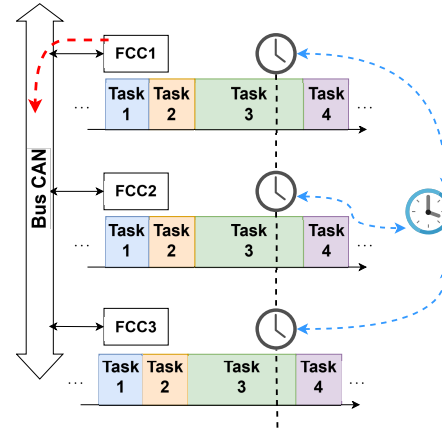 Bus CAN
FCC1
... Task Task Task Task ...
1 2 3 4
FCC2
... Task Task Task Task ...
1 2 3 4
FCC3
... Task Task Task Task ...
1 2 3 4